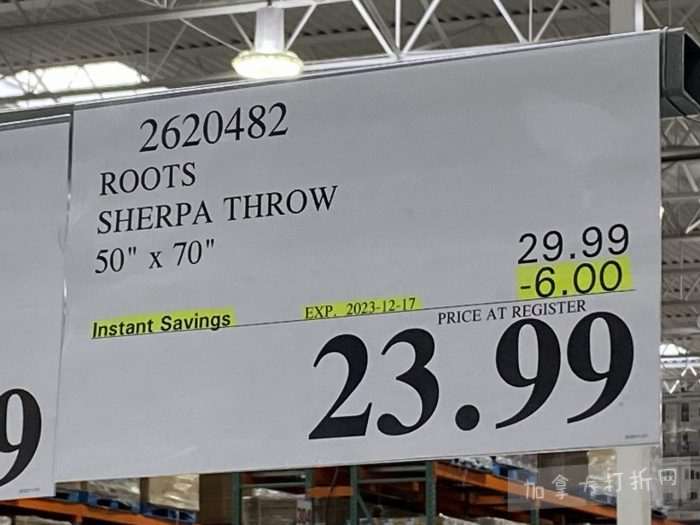 2620482
ROOTS
SHERPA THROW
50" x 70"
29.99
-6.00
Instant Savings EXP. 2023-12-17
PRICE AT REGISTER
23.99
9
加拿大打折网